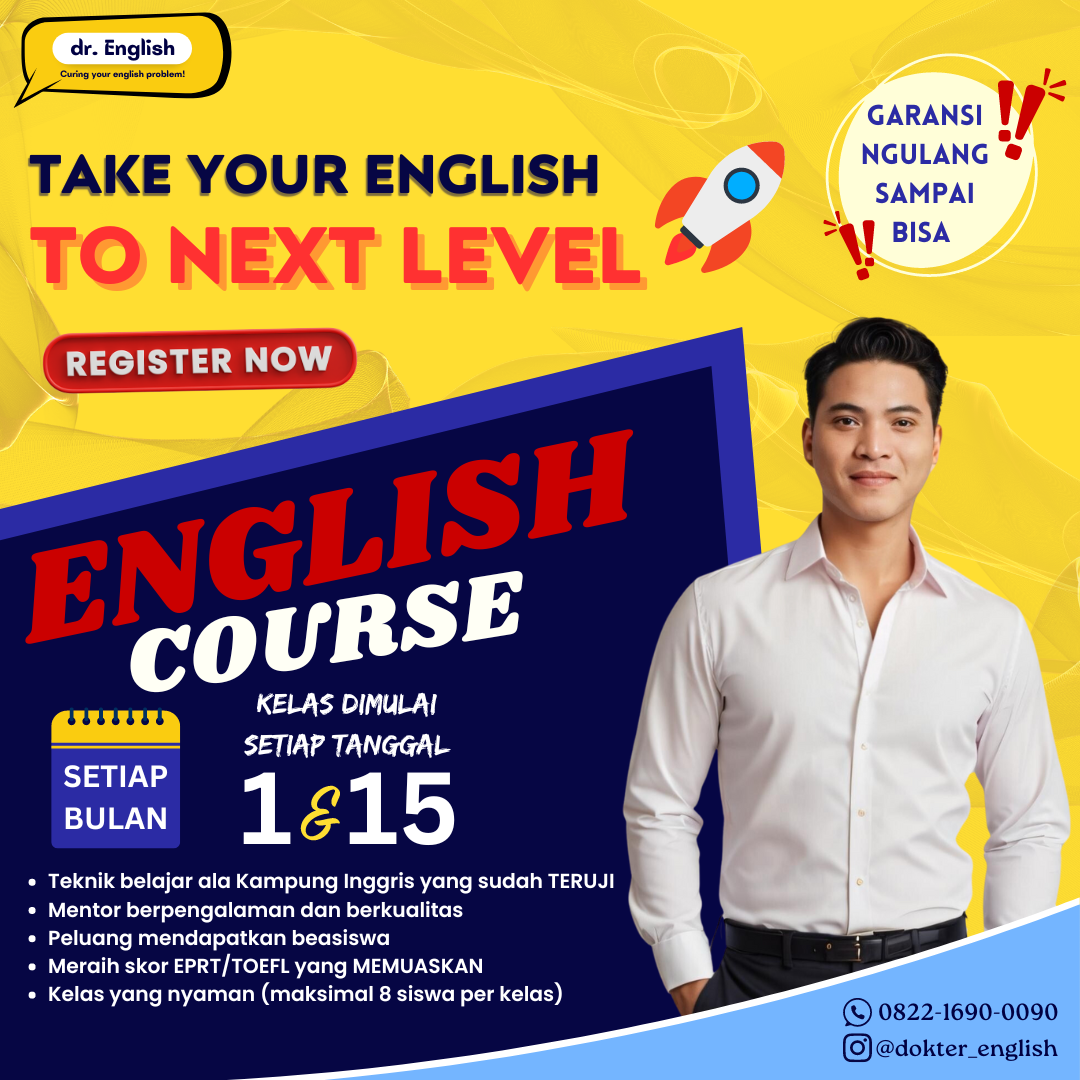 dr. English
Curing your english problem!
GARANSI
NGULANG
SAMPAI
BISA
TAKE YOUR ENGLISH
TO NEXT LEVEL
REGISTER NOW
ENGLISH
COURSE
KELAS DIMULAI
SETIAP TANGGAL
1 & 15
SETIAP
BULAN
• Teknik belajar ala Kampung Inggris yang sudah TERUJI
• Mentor berpengalaman dan berkualitas
• Peluang mendapatkan beasiswa
• Meraih skor EPRT/TOEFL yang MEMUASKAN
• Kelas yang nyaman (maksimal 8 siswa per kelas)
0822-1690-0090
@dokter_english